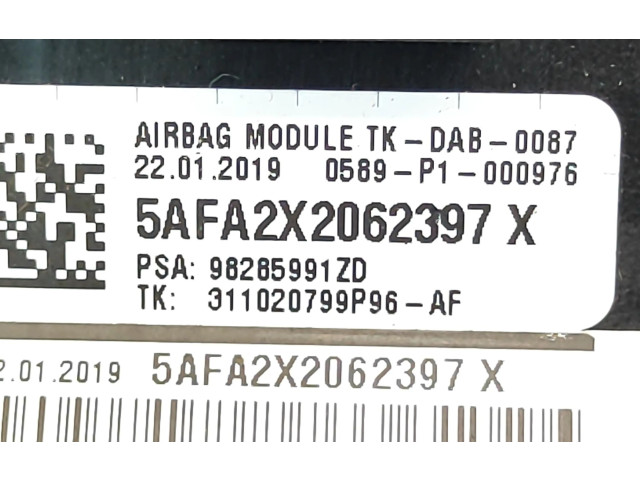 AIRBAG MODULE TK-DAB-0087
22.01.2019 0589-P1-000976
5AFA2X2062397 X
PSA: 98285991ZD
TK: 311020799P96-AF
2.01.2019 5AFA2X2062397 X